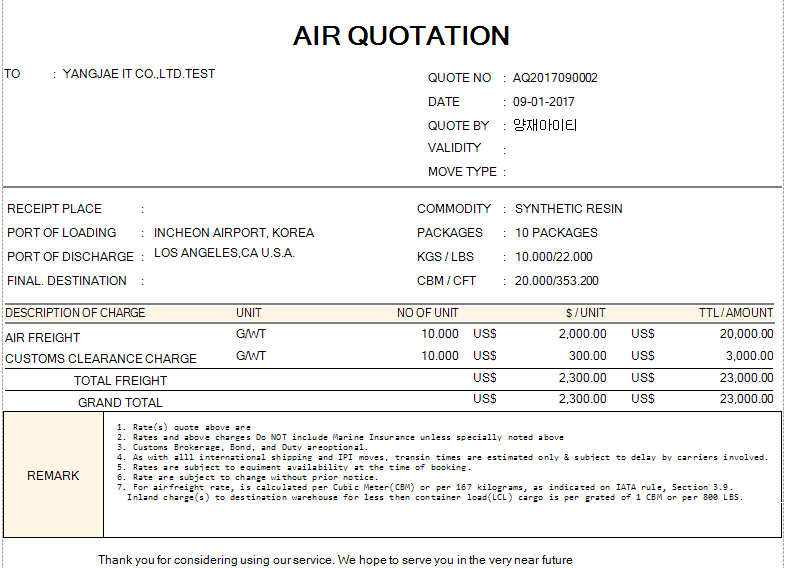 AIR QUOTATION
TO : YANGJAE IT CO.,LTD.TEST
QUOTE NO : AQ2017090002
DATE : 09-01-2017
QUOTE BY : 양재아이티
VALIDITY :
MOVE TYPE :
RECEIPT PLACE :
PORT OF LOADING : INCHEON AIRPORT, KOREA
PORT OF DISCHARGE : LOS ANGELES,CA U.S.A.
FINAL. DESTINATION :
COMMODITY : SYNTHETIC RESIN
PACKAGES : 10 PACKAGES
KGS / LBS : 10.000/22.000
CBM / CFT : 20.000/353.200
DESCRIPTION OF CHARGE UNIT NO OF UNIT $ / UNIT TTL / AMOUNT
AIR FREIGHT G/WT 10.000 US$ 2,000.00 US$ 20,000.00
CUSTOMS CLEARANCE CHARGE G/WT 10.000 US$ 300.00 US$ 3,000.00
TOTAL FREIGHT US$ 2,300.00 US$ 23,000.00
GRAND TOTAL US$ 2,300.00 US$ 23,000.00
REMARK
1. Rate(s) quote above are
2. Rates and above charges Do NOT include Marine Insurance unless specially noted above
3. Customs Brokerage, Bond, and Duty areoptional.
4. As with alll international shipping and IPI moves, transin times are estimated only & subject to delay by carriers involved.
5. Rates are subject to equiment availability at the time of booking.
6. Rate are subject to change without prior notice.
7. For airfreight rate, is calculated per Cubic Meter(CBM) or per 167 kilograms, as indicated on IATA rule, Section 3.9.
Inland charge(s) to destination warehouse for less then container load(LCL) cargo is per grated of 1 CBM or per 800 LBS.
Thank you for considering using our service. We hope to serve you in the very near future